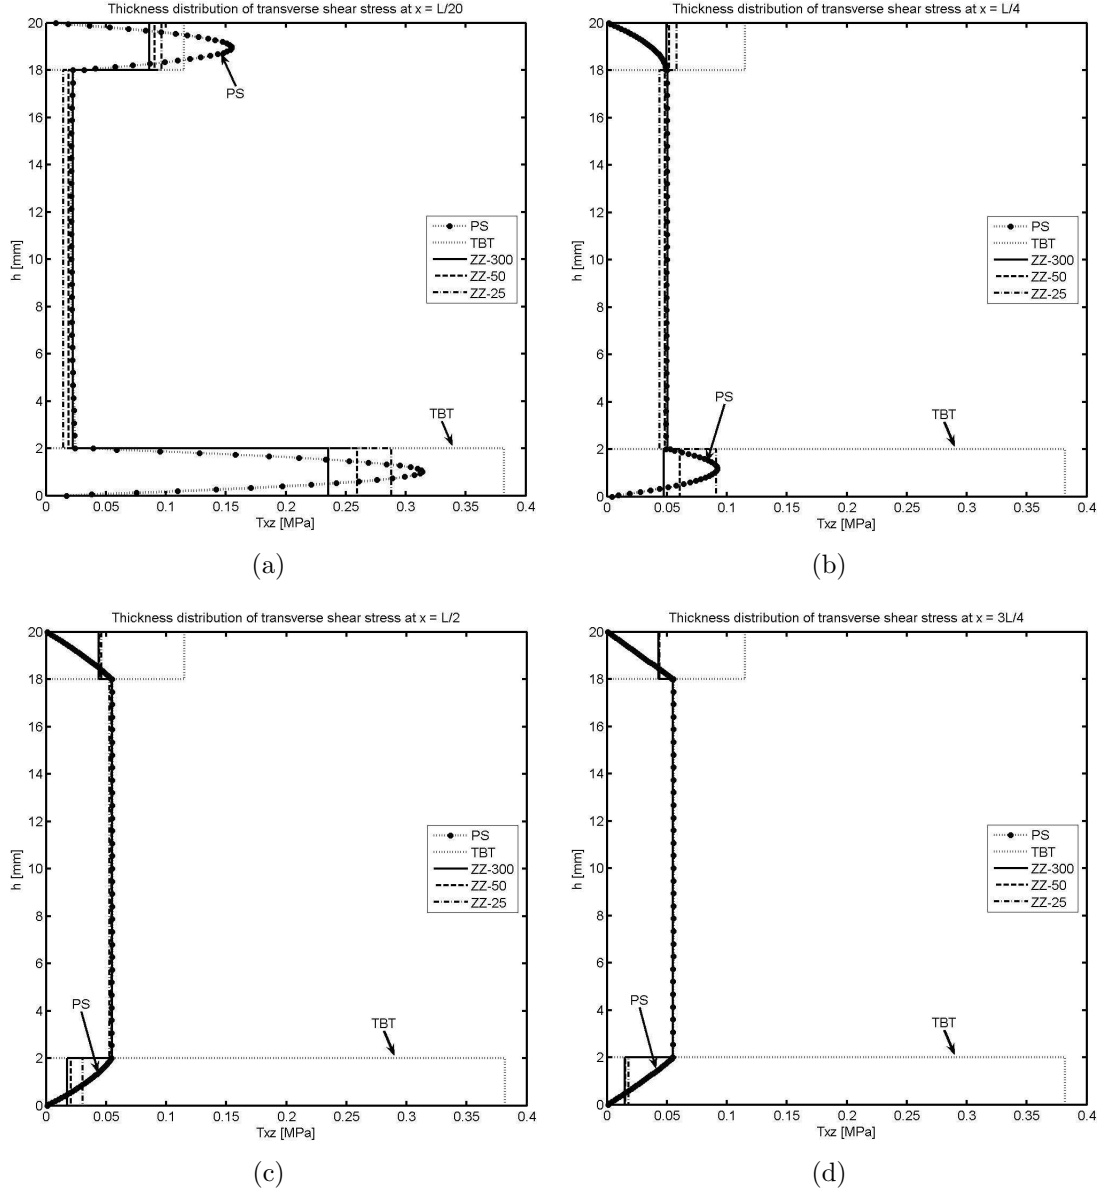 Thickness distribution of transverse shear stress at x = L/20
20
18
16
14
12
10
8
6
4
2
0
h [mm]
PS
PS
TBT
ZZ-300
ZZ-50
ZZ-25
TBT
0 0.05 0.1 0.15 0.2 0.25 0.3 0.35 0.4
Txz [MPa]
(a)
Thickness distribution of transverse shear stress at x = L/4
20
18
16
14
12
10
8
6
4
2
0
h [mm]
PS
TBT
ZZ-300
ZZ-50
ZZ-25
PS
TBT
0 0.05 0.1 0.15 0.2 0.25 0.3 0.35 0.4
Txz [MPa]
(b)
Thickness distribution of transverse shear stress at x = L/2
20
18
16
14
12
10
8
6
4
2
0
h [mm]
PS
TBT
ZZ-300
ZZ-50
ZZ-25
PS
TBT
0 0.05 0.1 0.15 0.2 0.25 0.3 0.35 0.4
Txz [MPa]
(c)
Thickness distribution of transverse shear stress at x = 3L/4
20
18
16
14
12
10
8
6
4
2
0
h [mm]
PS
TBT
ZZ-300
ZZ-50
ZZ-25
PS
TBT
0 0.05 0.1 0.15 0.2 0.25 0.3 0.35 0.4
Txz [MPa]
(d)